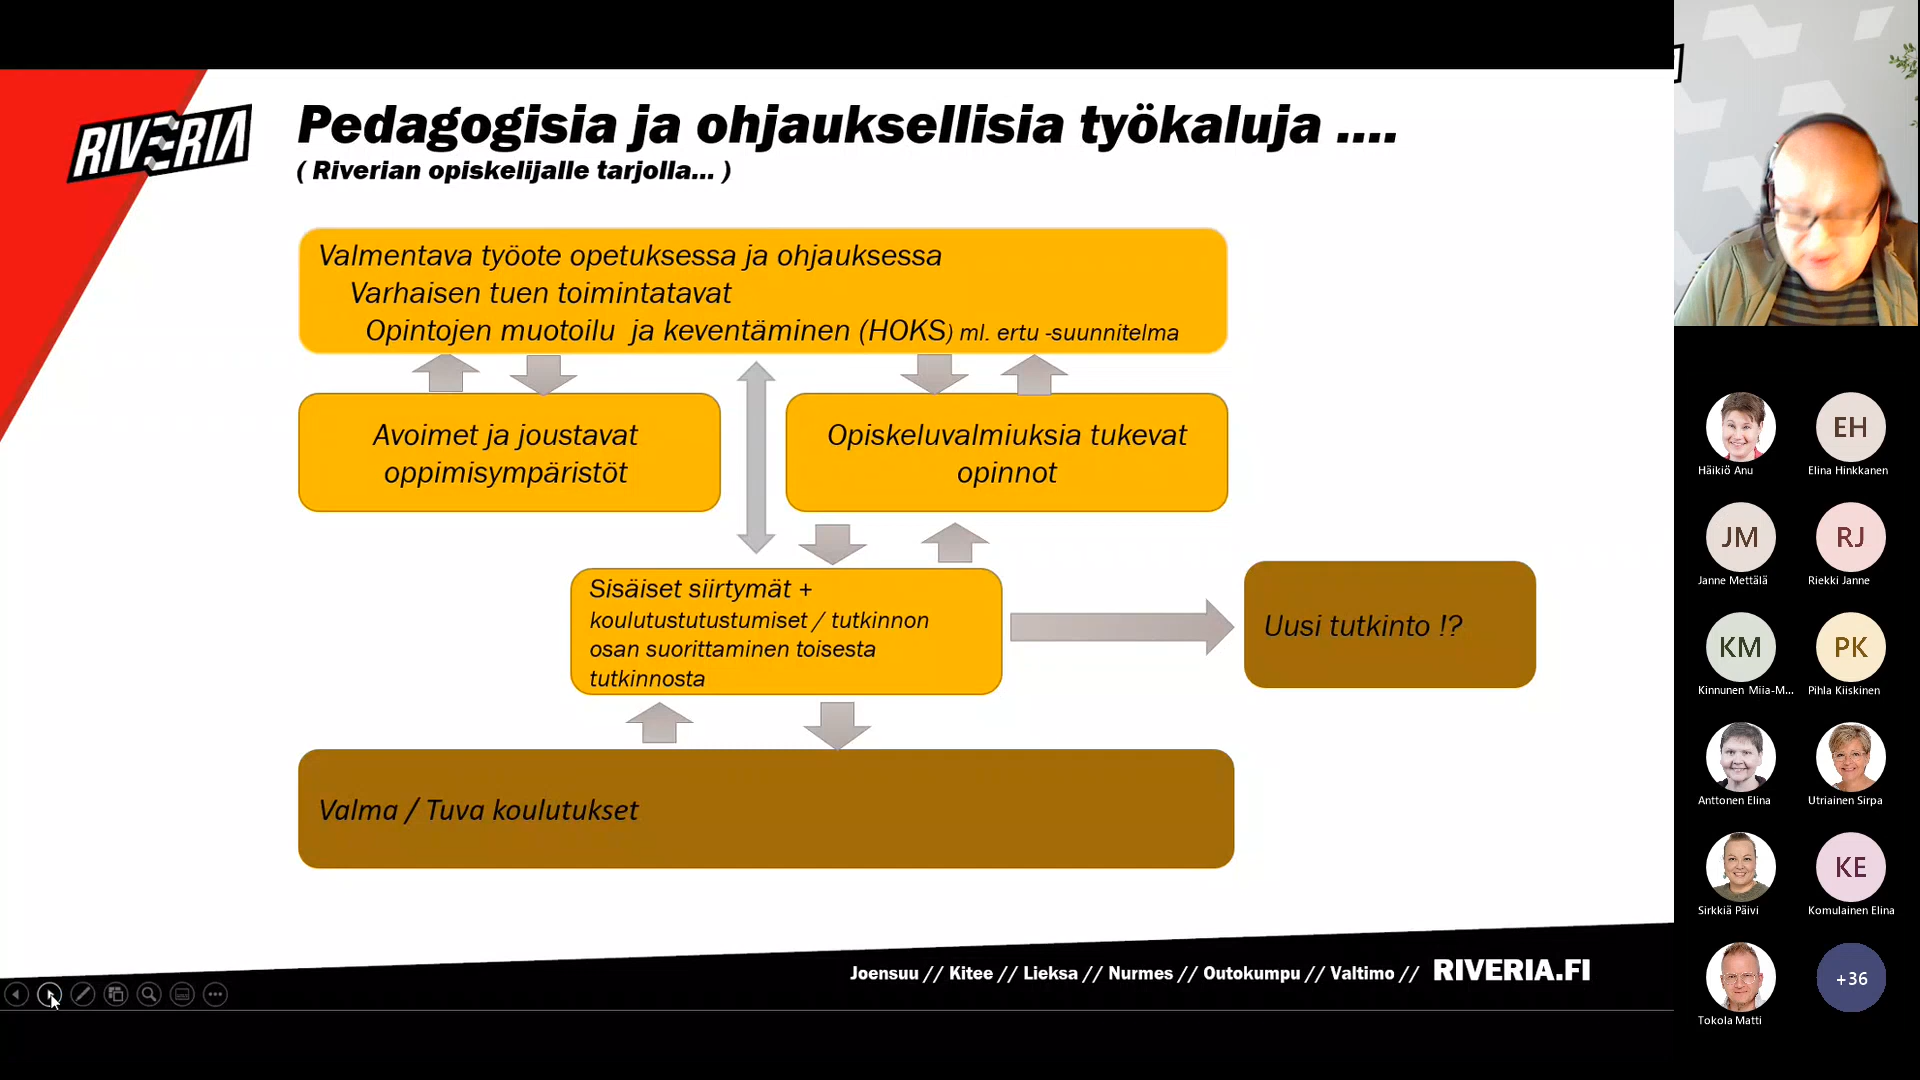 RIVERIA
Pedagogisia ja ohjauksellisia työkaluja ....
( Riverian opiskelijalle tarjolla... )
Valmentava työote opetuksessa ja ohjauksessa
Varhaisen tuen toimintatavat
Opintojen muotoilu ja keventäminen (HOKS) ml. ertu -suunnitelma
Avoimet ja joustavat
oppimisympäristöt
Opiskeluvalmiuksia tukevat
opinnot
Sisäiset siirtymät +
koulutustutustumiset / tutkinnon
osan suorittaminen toisesta
tutkinnosta
Uusi tutkinto !?
Valma / Tuva koulutukset
Joensuu // Kitee // Lieksa // Nurmes // Outokumpu // Valtimo // RIVERIA.FI
Häikiö Anu
EH
Elina Hinkkanen
JM
Janne Mettälä
RJ
Riekki Janne
KM
Kinnunen Miia-M...
PK
Pihla Kiiskinen
Anttonen Elina
Utriainen Sirpa
Sirkkiä Päivi
KE
Komulainen Elina
Tokola Matti
+36